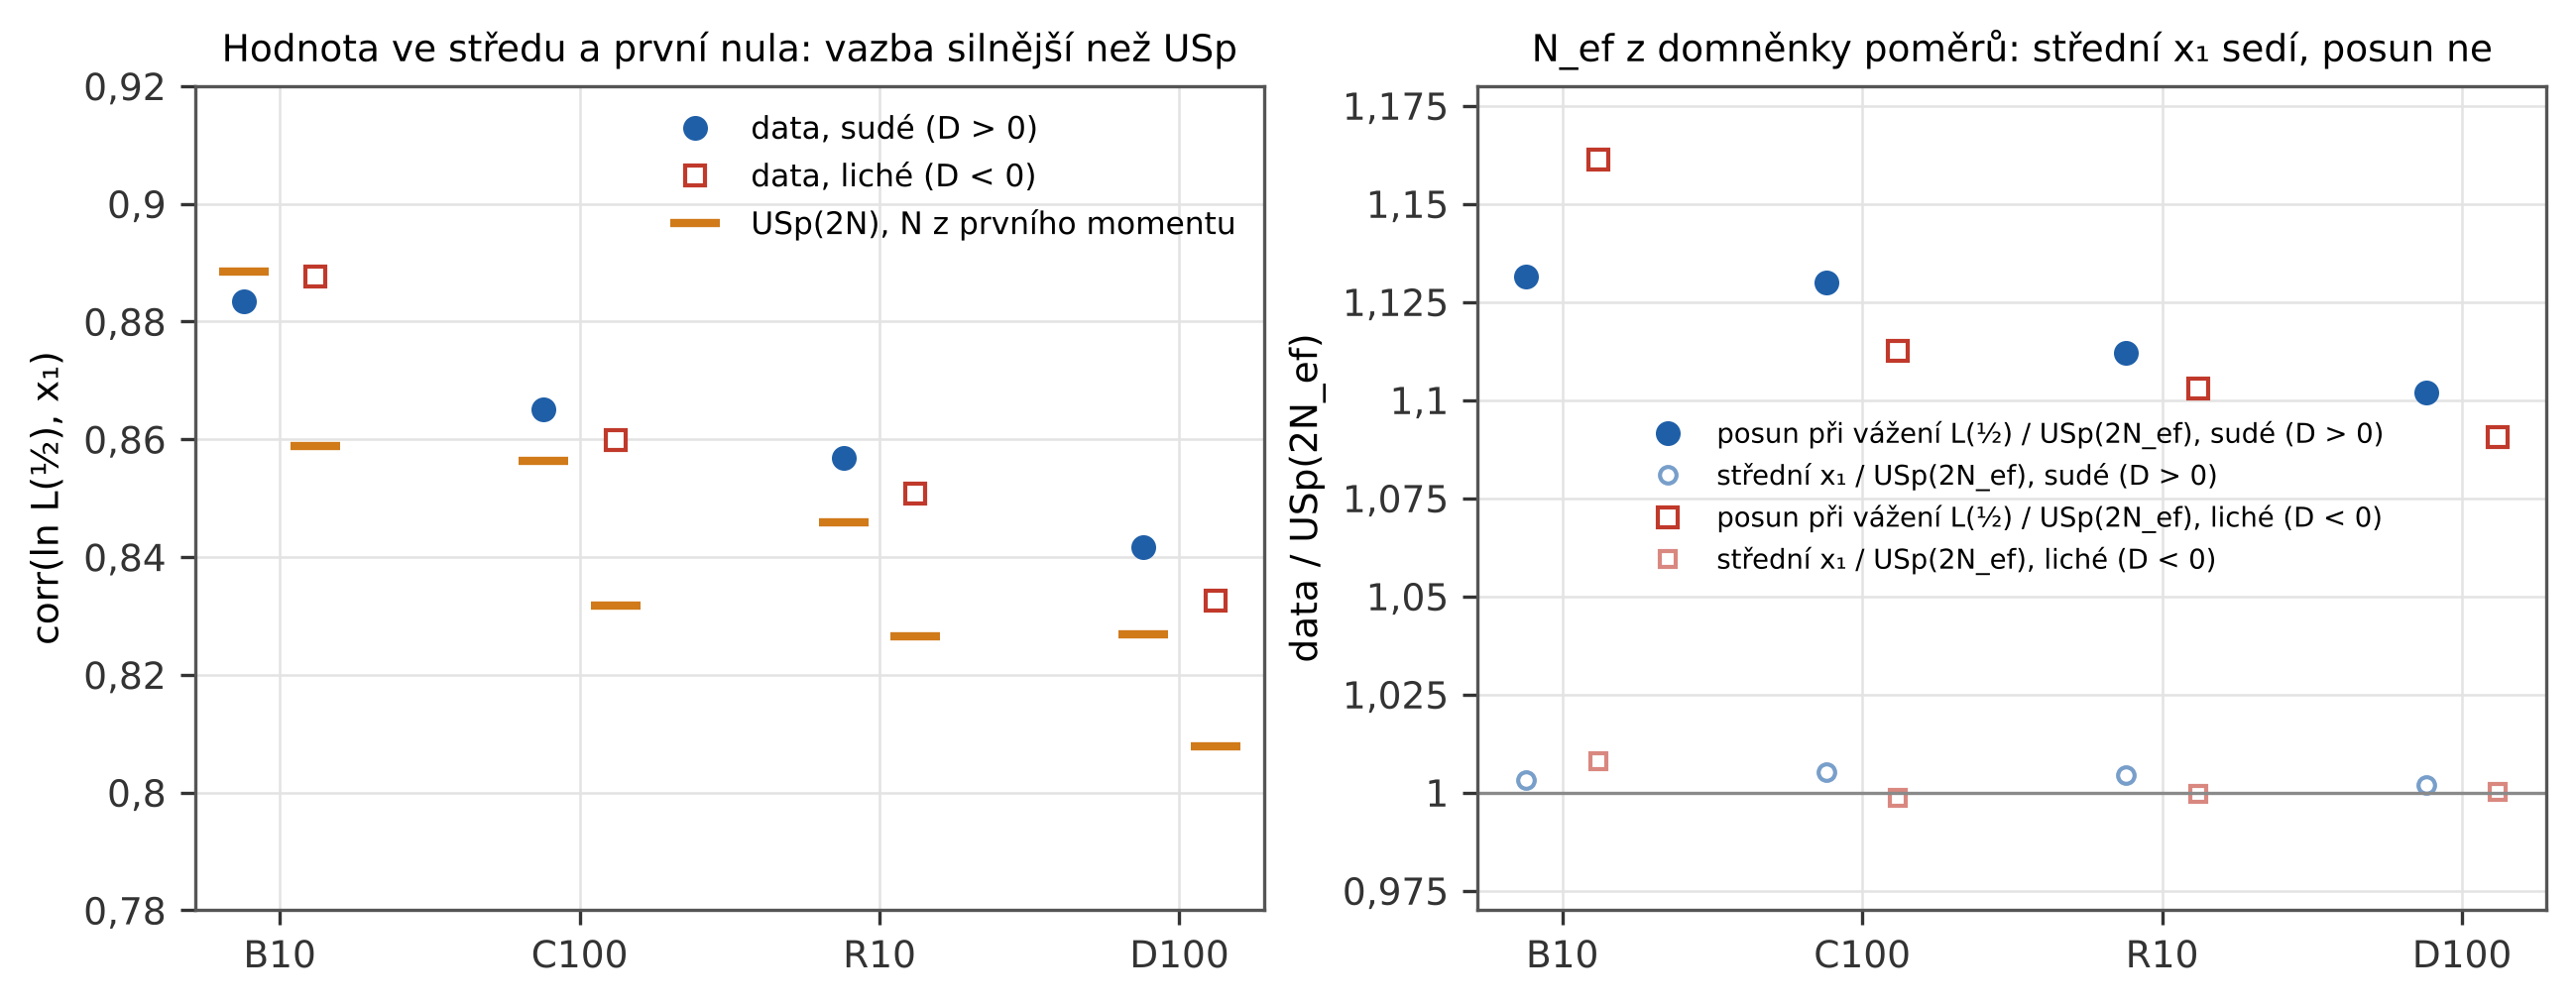 Hodnota ve středu a první nula: vazba silnější než USp
corr(ln L(½), x₁)
0,92
0,9
0,88
0,86
0,84
0,82
0,8
0,78
data, sudé (D > 0)
data, liché (D < 0)
USp(2N), N z prvního momentu
B10
C100
R10
D100
N_ef z domněnky poměrů: střední x₁ sedí, posun ne
data / USp(2N_ef)
1,175
1,15
1,125
1,1
1,075
1,05
1,025
1
0,975
posun při vážení L(½) / USp(2N_ef), sudé (D > 0)
střední x₁ / USp(2N_ef), sudé (D > 0)
posun při vážení L(½) / USp(2N_ef), liché (D < 0)
střední x₁ / USp(2N_ef), liché (D < 0)
B10
C100
R10
D100